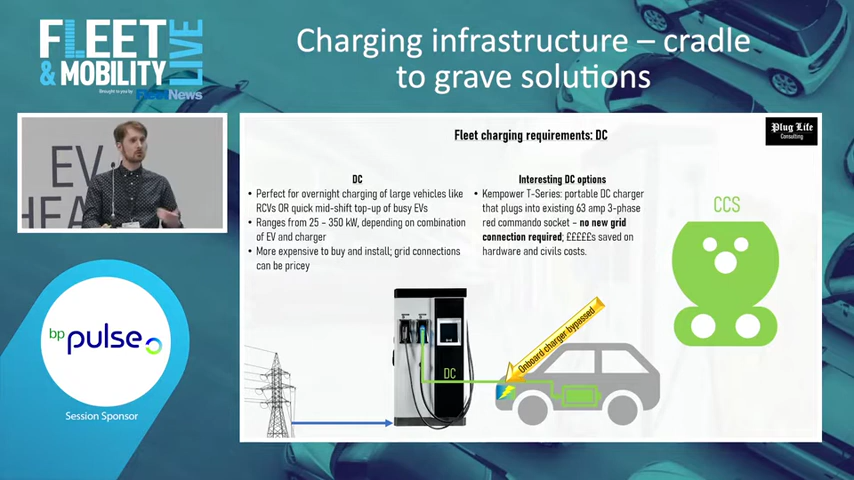 FLEET
& MOBILITY
LIVE
Brought to you by
FleetNews
Charging infrastructure – cradle
to grave solutions
EV
HEA
bp
pulse
Session Sponsor
Fleet charging requirements: DC
Plug Life
Consulting
DC
• Perfect for overnight charging of large vehicles like
RCVs OR quick mid-shift top-up of busy EVs
• Ranges from 25 – 350 kW, depending on combination
of EV and charger
• More expensive to buy and install; grid connections
can be pricey
Interesting DC options
• Kempower T-Series: portable DC charger
that plugs into existing 63 amp 3-phase
red commando socket – no new grid
connection required; £££££s saved on
hardware and civils costs.
CCS
Onboard charger bypassed
DC